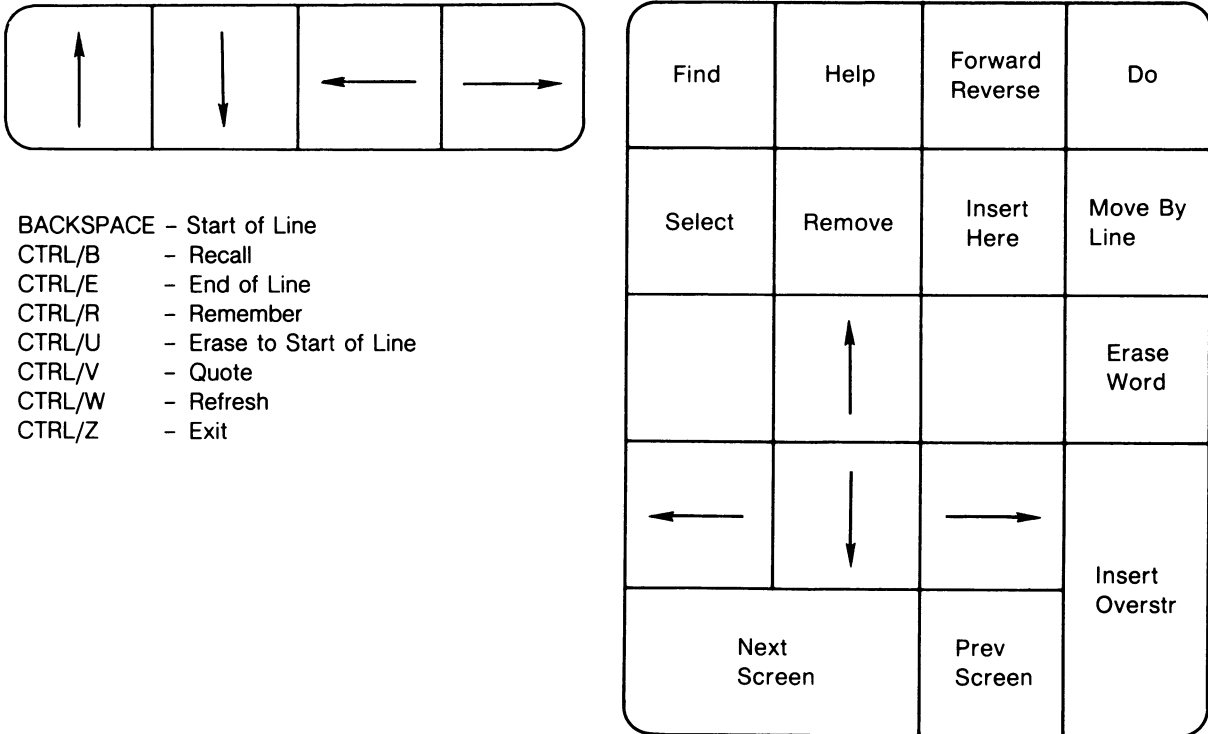 BACKSPACE – Start of Line
CTRL/B – Recall
CTRL/E – End of Line
CTRL/R – Remember
CTRL/U – Erase to Start of Line
CTRL/V – Quote
CTRL/W – Refresh
CTRL/Z – Exit
Find
Help
Forward
Reverse
Do
Select
Remove
Insert
Here
Move By
Line
Erase
Word
Insert
Overstr
Next
Screen
Prev
Screen